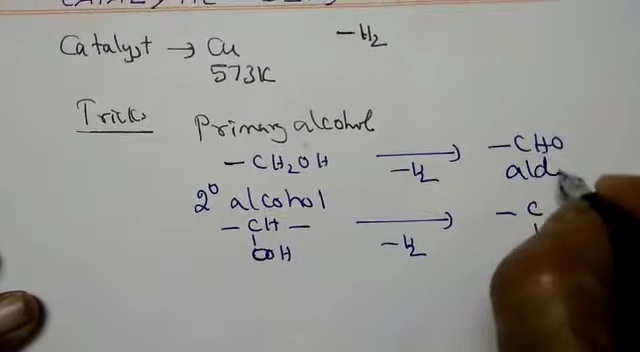 Catalyst → Cu −H₂
573K
Trick Primary alcohol
−CH₂OH → −CHO
−H₂ ald
2° alcohol
−CH− → −C
OH −H₂